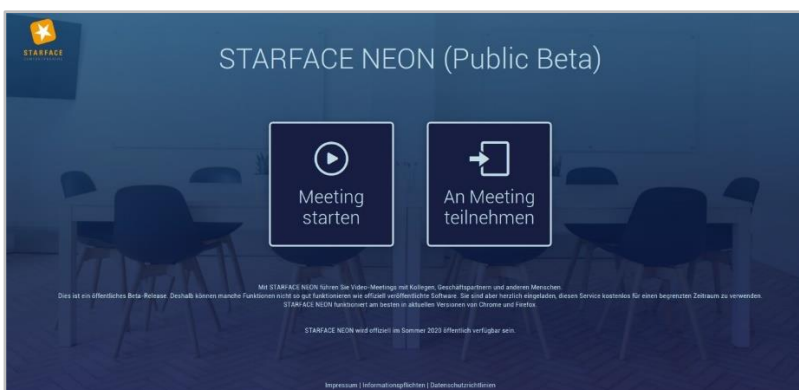 STARFACE
STARFACE NEON (Public Beta)
Meeting
starten
An Meeting
teilnehmen
Mit STARFACE NEON führen Sie Video-Meetings mit Kollegen, Geschäftspartnern und anderen Menschen.
Dies ist ein öffentliches Beta-Release. Deshalb können manche Funktionen nicht so gut funktionieren wie offiziell veröffentlichte Software. Sie sind aber herzlich eingeladen, diesen Service kostenlos für einen begrenzten Zeitraum zu verwenden.
STARFACE NEON funktioniert am besten in aktuellen Versionen von Chrome und Firefox.
STARFACE NEON wird offiziell im Sommer 2020 öffentlich verfügbar sein.
Impressum | Informationspflichten | Datenschutzrichtlinien